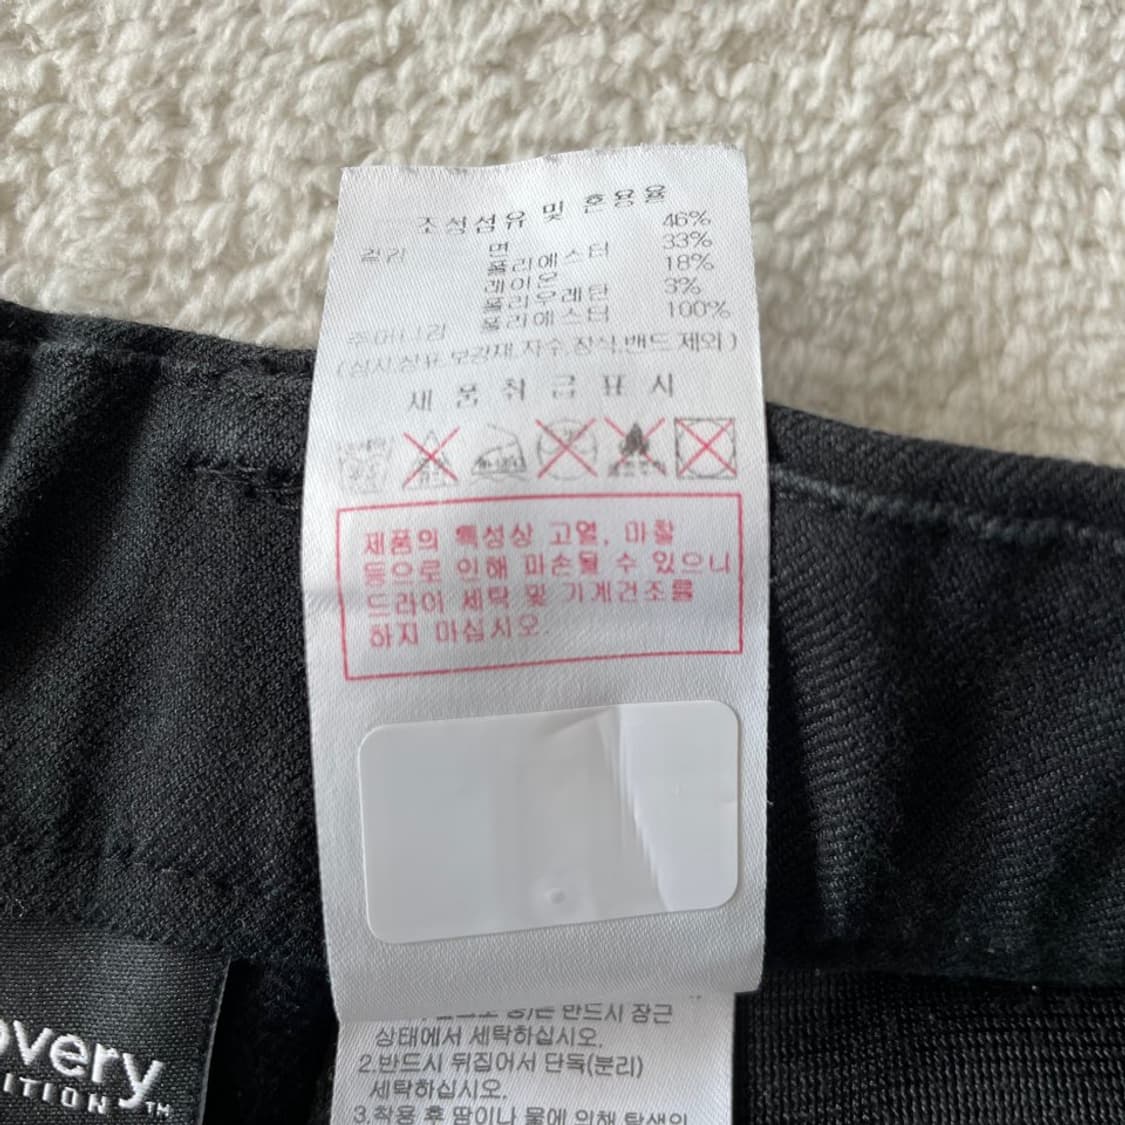 조성섬유 및 혼용율
겉감 면 46%
폴리에스터 33%
레이온 18%
폴리우레탄 3%
주머니감 폴리에스터 100%
(심지,상표,보강재,자수,장식,밴드 제외)
제 품 취 급 표 시
제품의 특성상 고열, 마찰
등으로 인해 파손될 수 있으니
드라이 세탁 및 기계건조를
하지 마십시오.
반드시 잠근
상태에서 세탁하십시오.
2.반드시 뒤집어서 단독(분리)
세탁하십시오.
3.착용 후 땀이나 물에 의해 탈색의
overy
ITION™